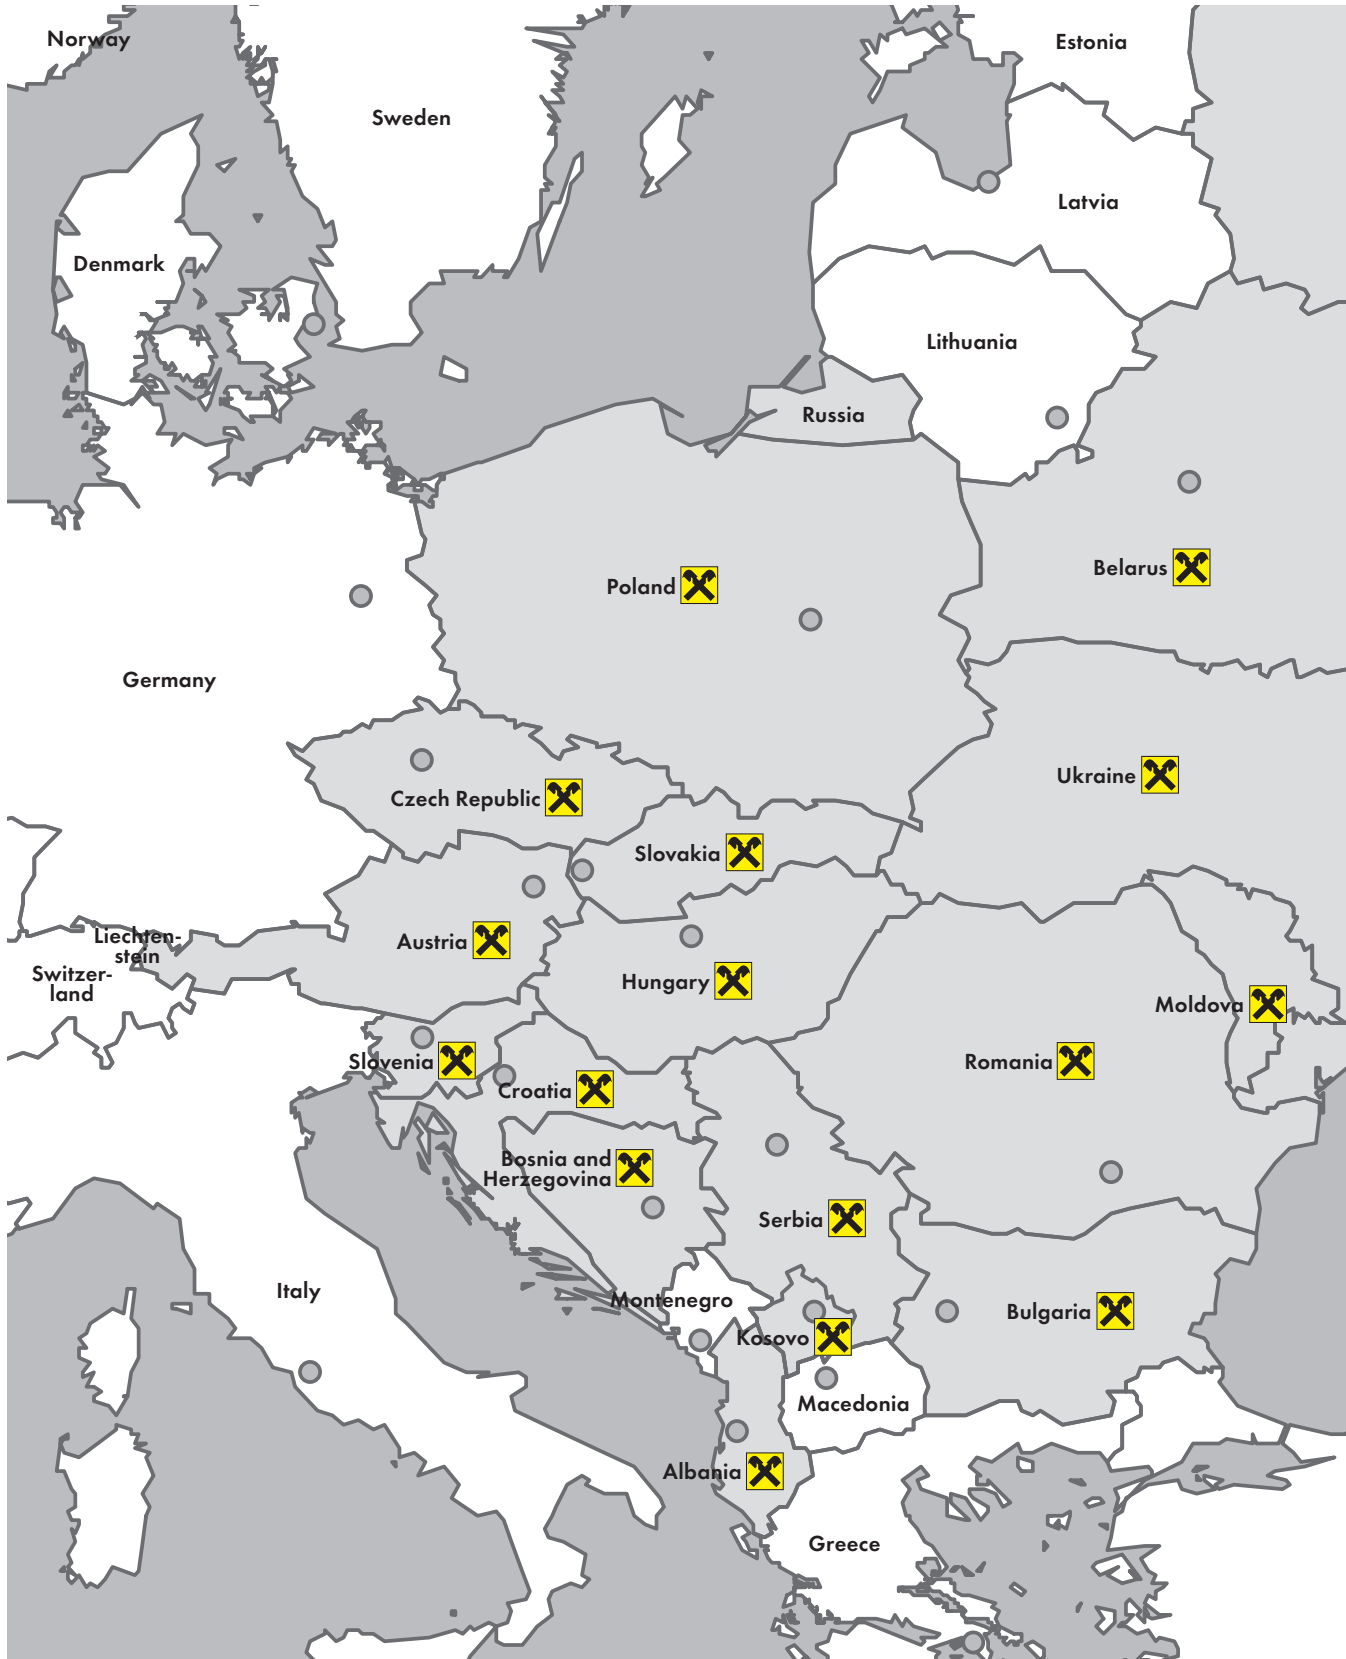 Norway
Estonia
Sweden
Latvia
Denmark
Lithuania
Russia
Belarus
Poland
Germany
Ukraine
Czech Republic
Slovakia
Liechten-
stein
Austria
Switzer-
land
Hungary
Moldova
Slovenia
Romania
Croatia
Bosnia and
Herzegovina
Serbia
Italy
Montenegro
Bulgaria
Kosovo
Macedonia
Albania
Greece